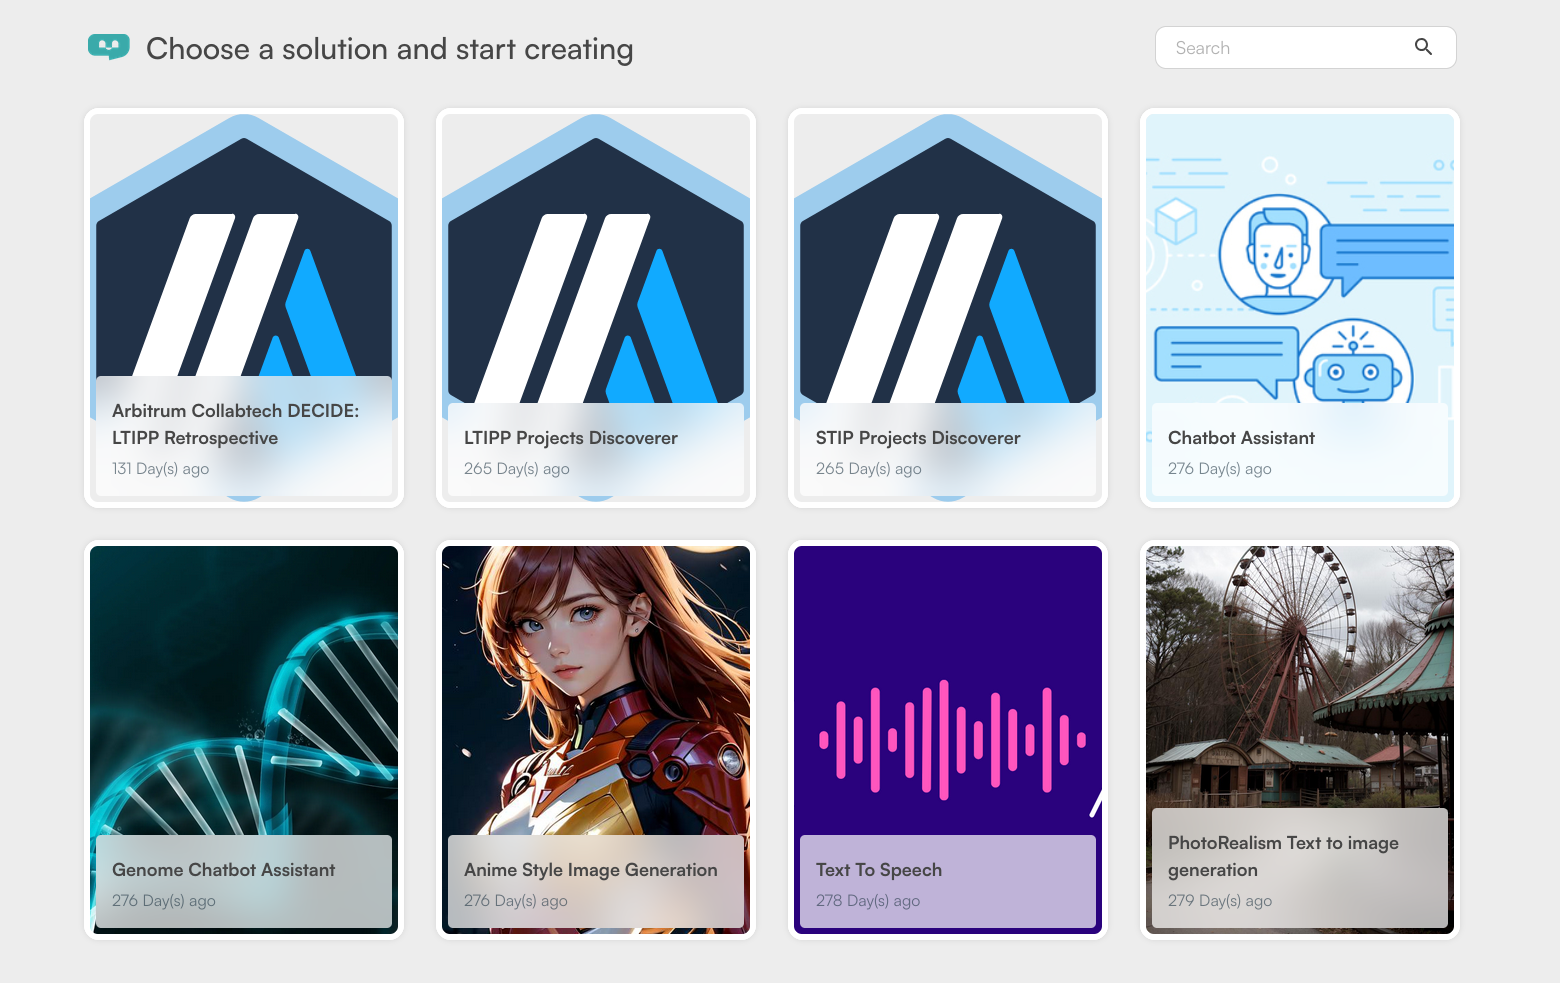 Choose a solution and start creating
Search
Arbitrum Collabtech DECIDE:
LTIPP Retrospective
131 Day(s) ago
LTIPP Projects Discoverer
265 Day(s) ago
STIP Projects Discoverer
265 Day(s) ago
Chatbot Assistant
276 Day(s) ago
Genome Chatbot Assistant
276 Day(s) ago
Anime Style Image Generation
276 Day(s) ago
Text To Speech
278 Day(s) ago
PhotoRealism Text to image
generation
279 Day(s) ago